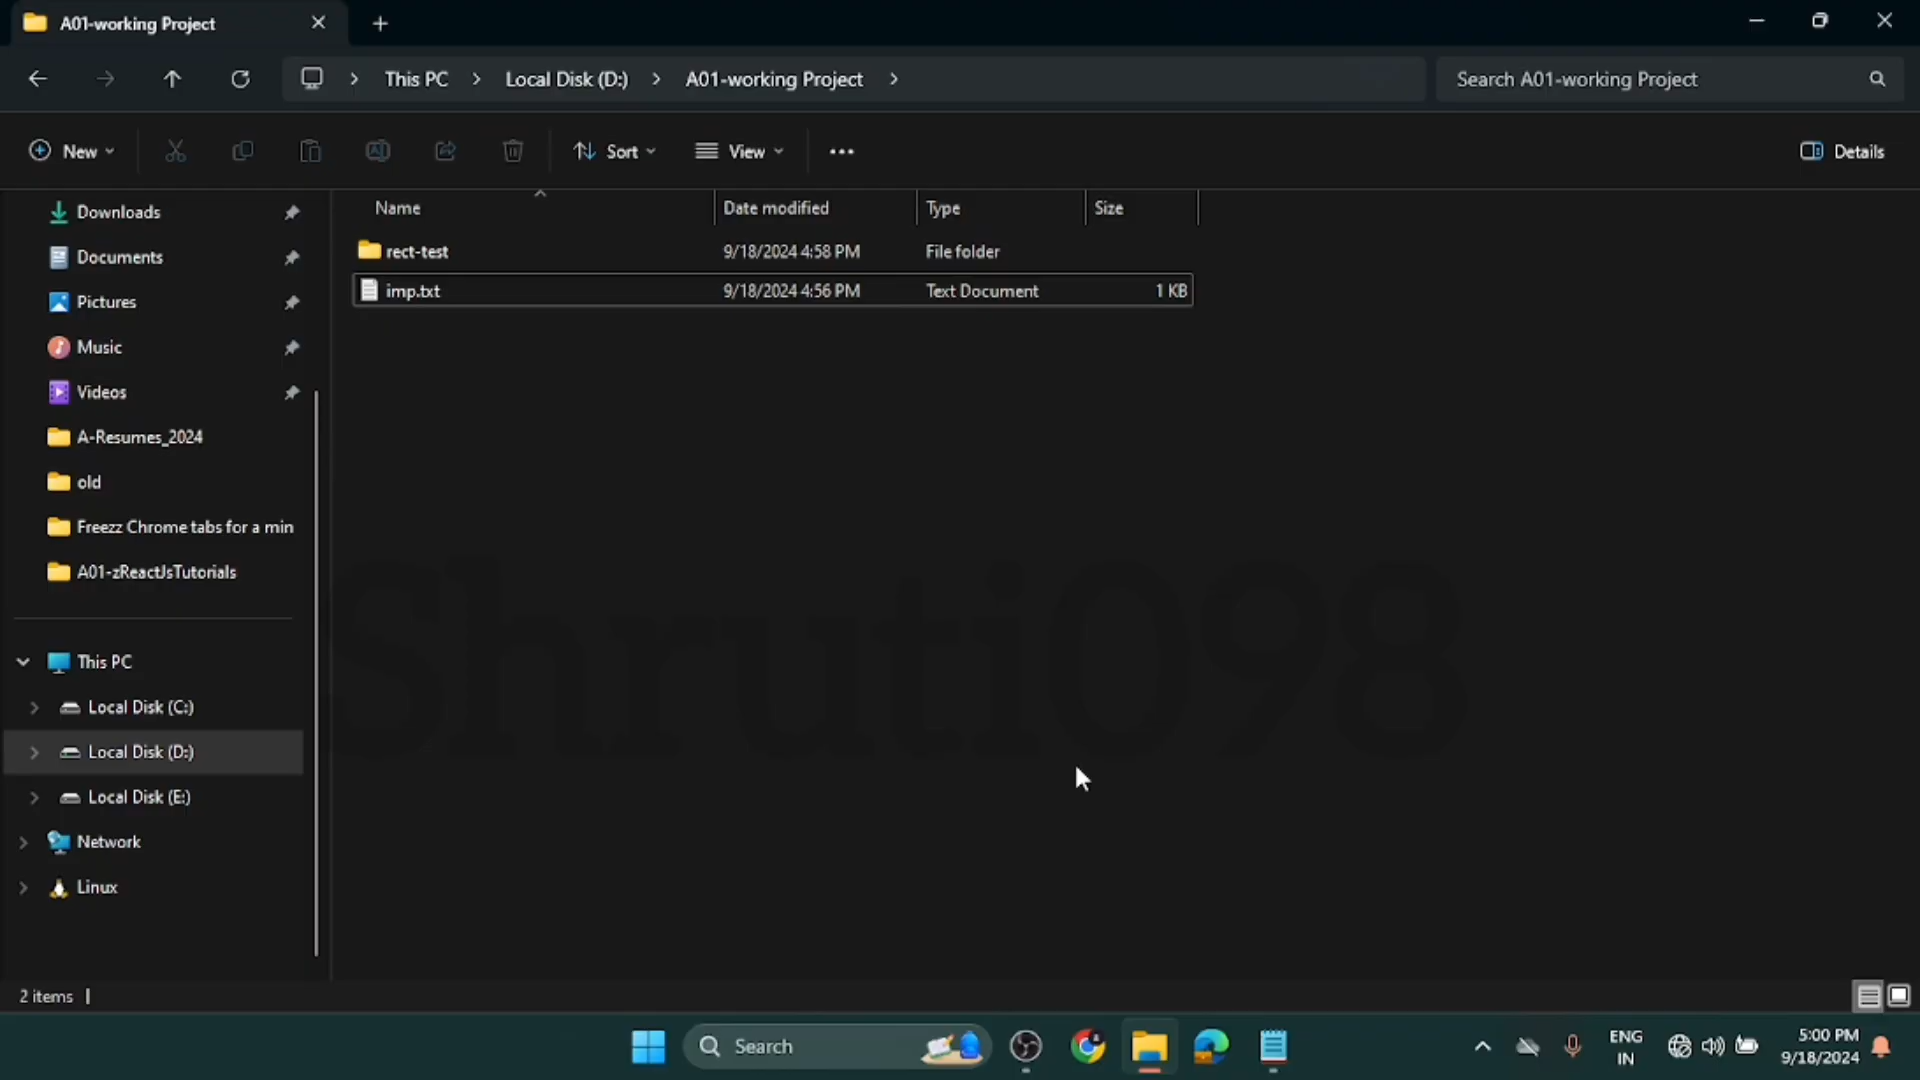 A01-working Project
This PC
Local Disk (D:)
A01-working Project
Search A01-working Project
New
Sort
View
Details
Downloads
Documents
Pictures
Music
Videos
A-Resumes_2024
old
Freezz Chrome tabs for a min
A01-zReactJsTutorials
This PC
Local Disk (C:)
Local Disk (D:)
Local Disk (E:)
Network
Linux
Name Date modified Type Size
rect-test 9/18/2024 4:58 PM File folder
imp.txt 9/18/2024 4:56 PM Text Document 1 KB
Shruti098
2 items
Search
ENG
IN
5:00 PM
9/18/2024